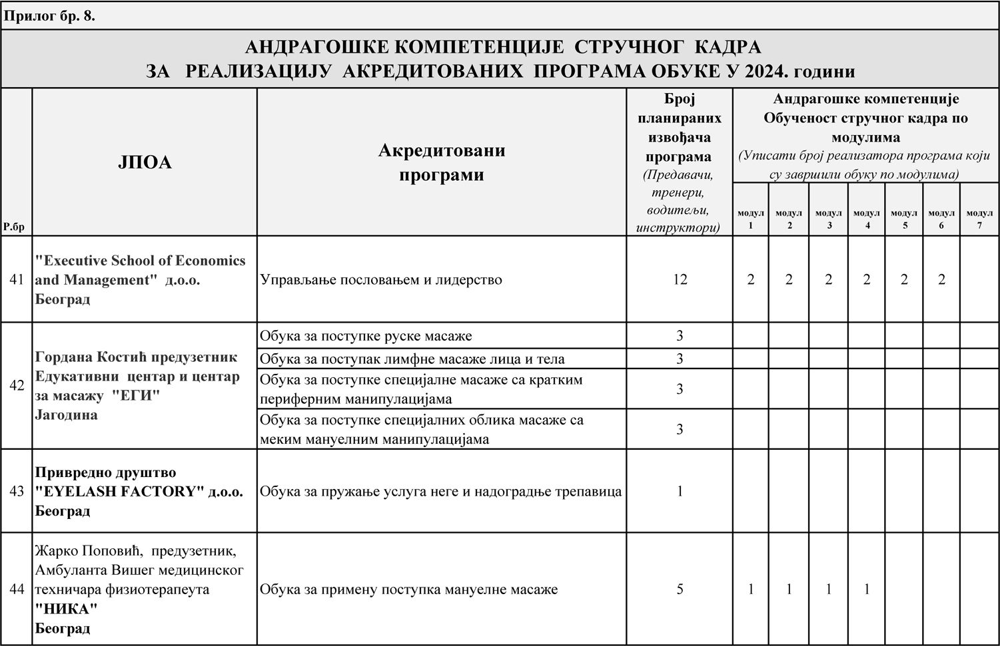 Прилог бр. 8.
АНДРАГОШКЕ КОМПЕТЕНЦИЈЕ СТРУЧНОГ КАДРА
ЗА РЕАЛИЗАЦИЈУ АКРЕДИТОВАНИХ ПРОГРАМА ОБУКЕ У 2024. години
Р.бр
ЈПОА
Акредитовани
програми
Број
планираних
извођача
програма
(Предавачи,
тренери,
водитељи,
инструктори)
Андрагошке компетенције
Обученост стручног кадра по
модулима
(Уписати број реализатора програма који
су завршили обуку по модулима)
модул
1
модул
2
модул
3
модул
4
модул
5
модул
6
модул
7
41
"Executive School of Economics
and Management" д.о.о.
Београд
Управљање пословањем и лидерство
12
2
2
2
2
2
2
42
Гордана Костић предузетник
Едукативни центар и центар
за масажу "ЕГИ"
Јагодина
Обука за поступке руске масаже
3
Обука за поступак лимфне масаже лица и тела
3
Обука за поступке специјалне масаже са кратким
периферним манипулацијама
3
Обука за поступке специјалних облика масаже са
меким мануелним манипулацијама
3
43
Привредно друштво
"EYELASH FACTORY" д.о.о.
Београд
Обука за пружање услуга неге и надоградње трепавица
1
44
Жарко Поповић, предузетник,
Амбуланта Вишег медицинског
техничара физиотерапеута
"НИКА"
Београд
Обука за примену поступка мануелне масаже
5
1
1
1
1